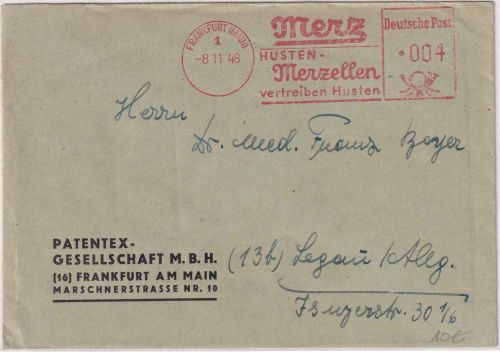 FRANKFURT (MAIN)
1
-8 11 48
Merz
HUSTEN-
Merzellen
vertreiben Husten
Deutsche Post
004
Herrn
Dr. Med. Franz Bayer
PATENTEX-
GESELLSCHAFT M. B. H.
(16) FRANKFURT AM MAIN
MARSCHNERSTRASSE NR. 10
(13b) Legau / Allg.
30 1/6
10€